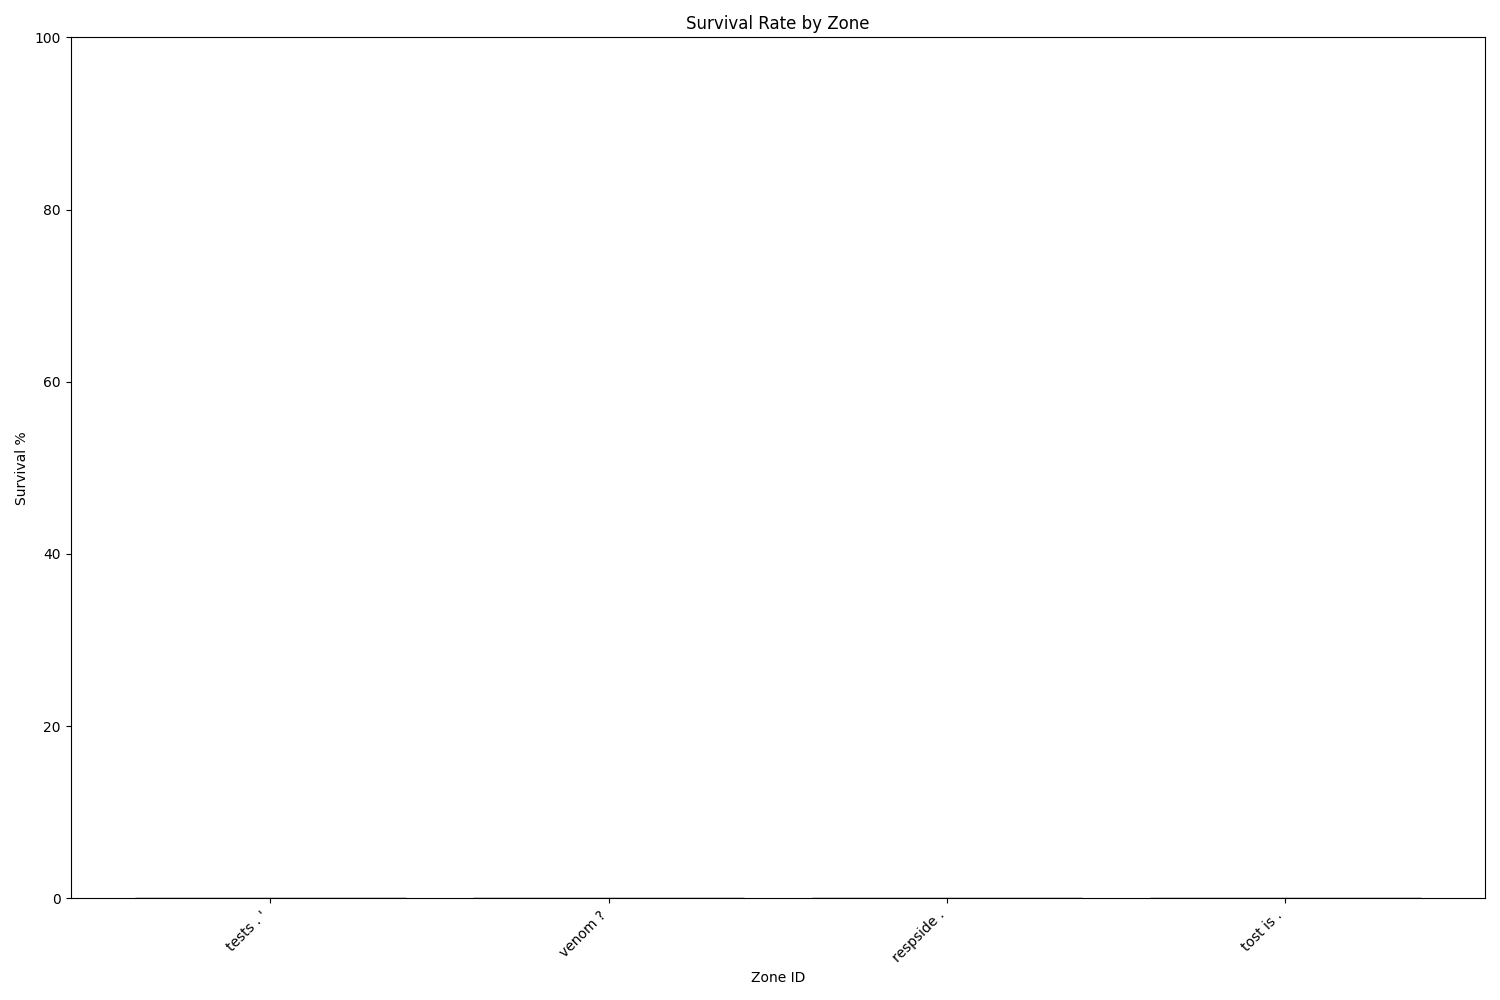 Survival Rate by Zone
100
80
60
40
20
0
Survival %
tests . '
venom ?
respside .
tost is .
Zone ID